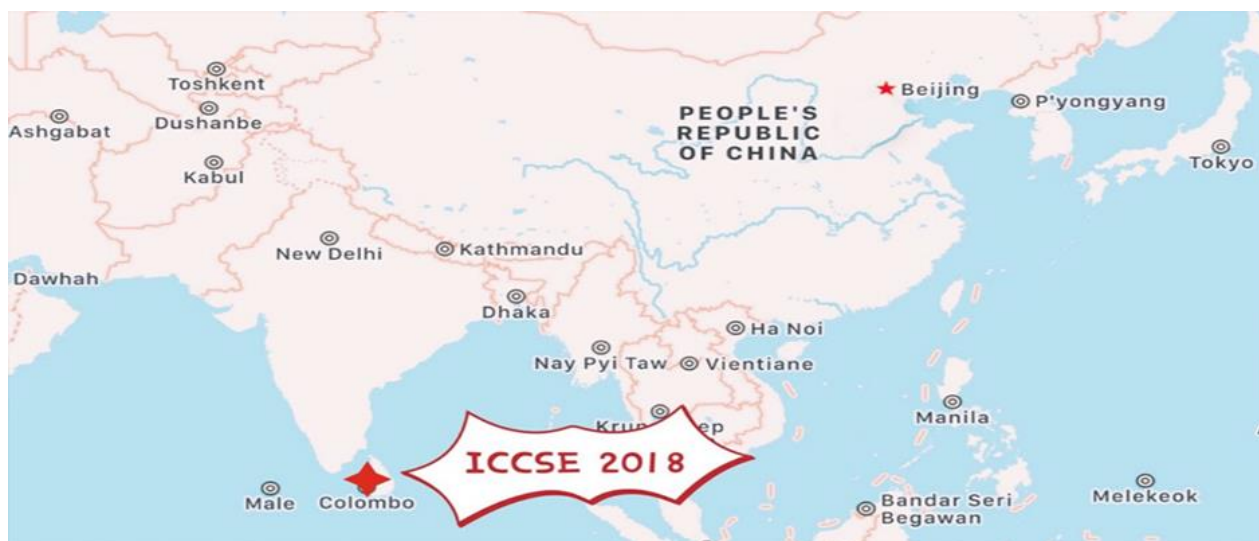 Toshkent
Beijing
Ashgabat
Dushanbe
PEOPLE'S
REPUBLIC
OF CHINA
P'yongyang
Tokyo
Kabul
New Delhi
Kathmandu
Dawhah
Dhaka
Ha Noi
Nay Pyi Taw
Vientiane
Manila
ICCSE 2018
Male
Colombo
Bandar Seri
Begawan
Melekeok